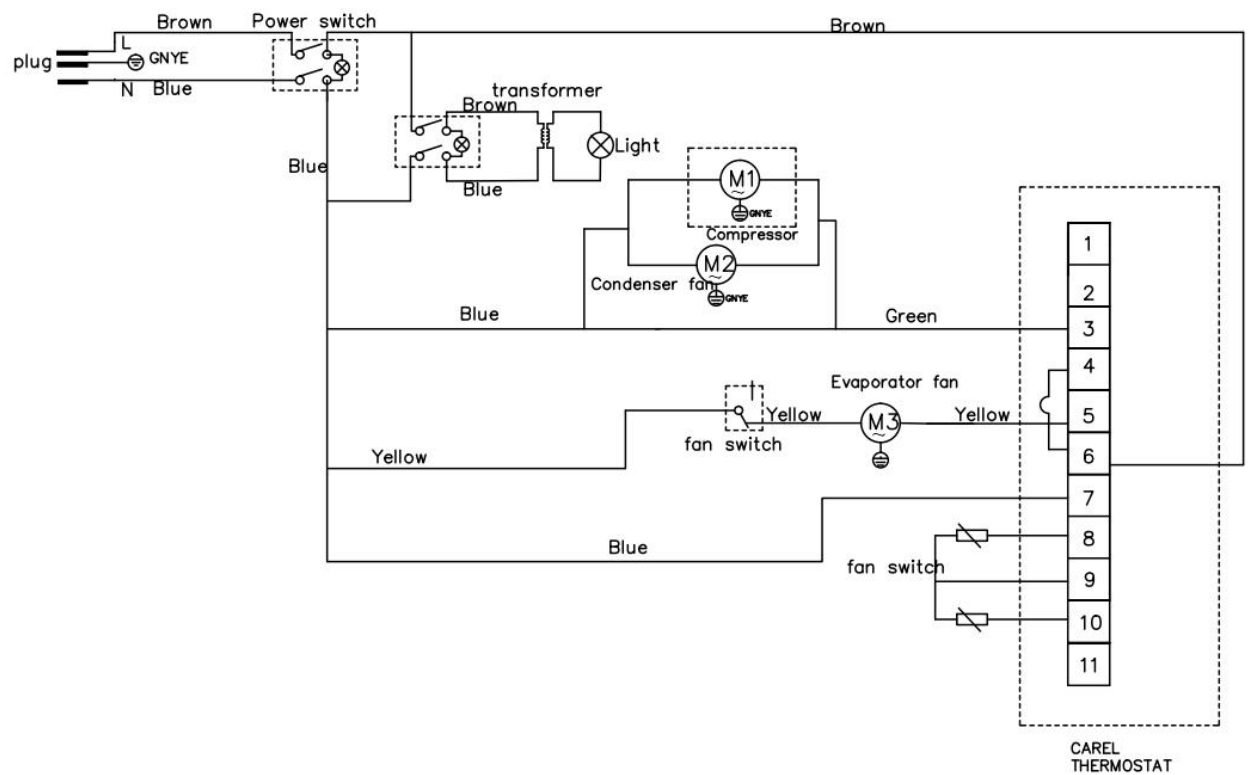 Brown
Power switch
Brown
L
plug
GNYE
N Blue
transformer
Brown
Light
Blue
Blue
M1
~
GNYE
Compressor
M2
~
Condenser fan
GNYE
Blue
Green
Evaporator fan
Yellow
M3
~
Yellow
fan switch
Yellow
Blue
fan switch
1
2
3
4
5
6
7
8
9
10
11
CAREL
THERMOSTAT